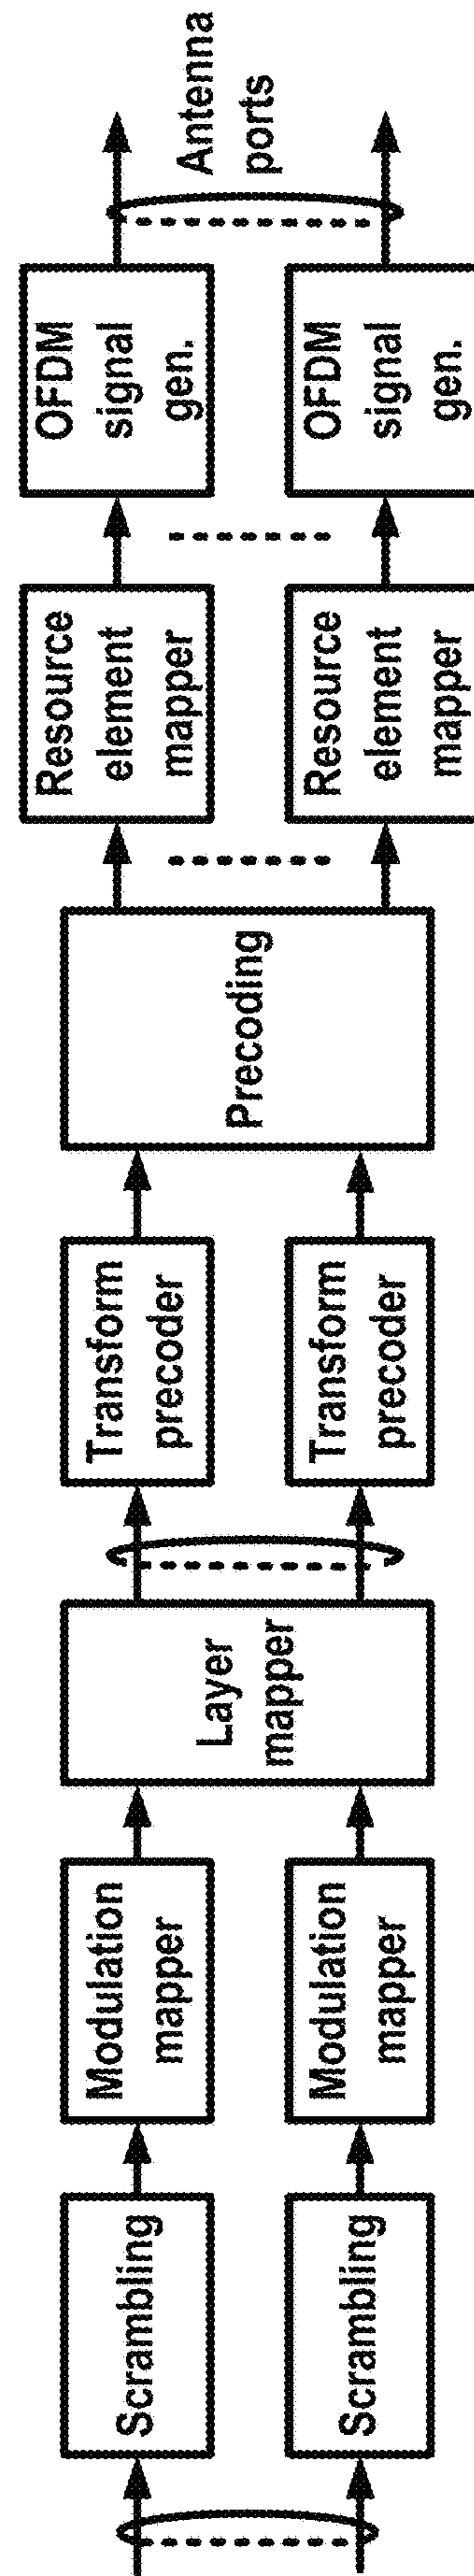 Scrambling
Scrambling
Modulation
mapper
Modulation
mapper
Layer
mapper
Transform
precoder
Transform
precoder
Precoding
Resource
element
mapper
Resource
element
mapper
OFDM
signal
gen.
OFDM
signal
gen.
Antenna
ports